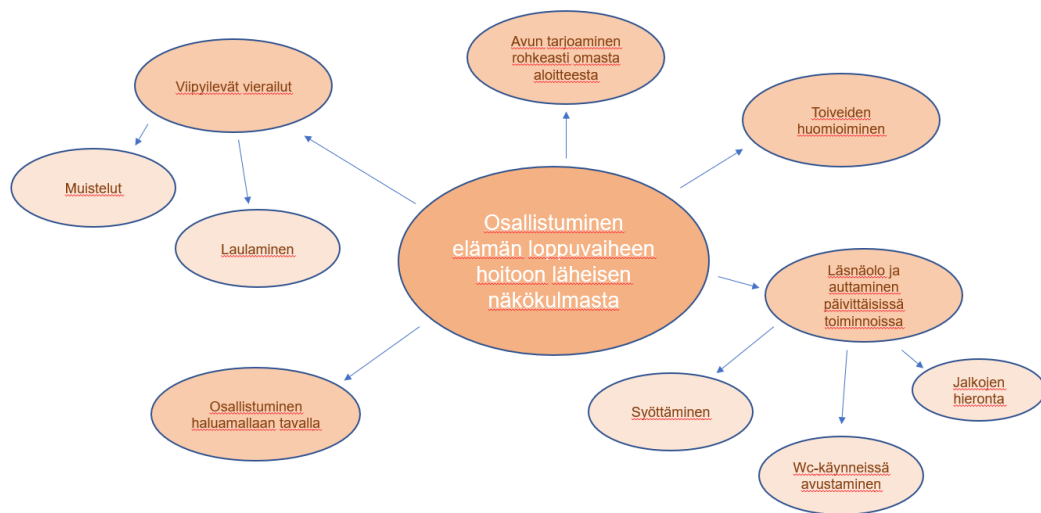 Avun tarjoaminen
rohkeasti omasta
aloitteesta
Viipyilevät vierailut
Toiveiden
huomioiminen
Muistelut
Laulaminen
Osallistuminen
elämän loppuvaiheen
hoitoon läheisen
näkökulmasta
Läsnäolo ja
auttaminen
päivittäisissä
toiminnoissa
Osallistuminen
haluamallaan tavalla
Syöttäminen
Jalkojen
hieronta
Wc-käynneissä
avustaminen